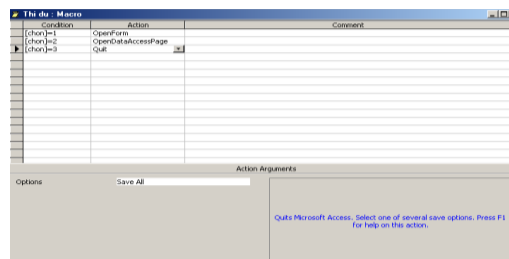 Thi du : Macro
Condition Action Comment
[chon]=1 OpenForm
[chon]=2 OpenDataAccessPage
[chon]=3 Quit
Action Arguments
Options Save All
Quits Microsoft Access. Select one of several save options. Press F1
for help on this action.